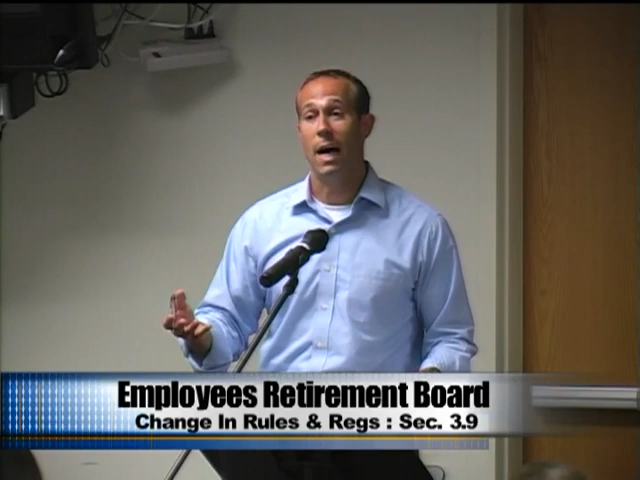 Employees Retirement Board
Change In Rules & Regs : Sec. 3.9